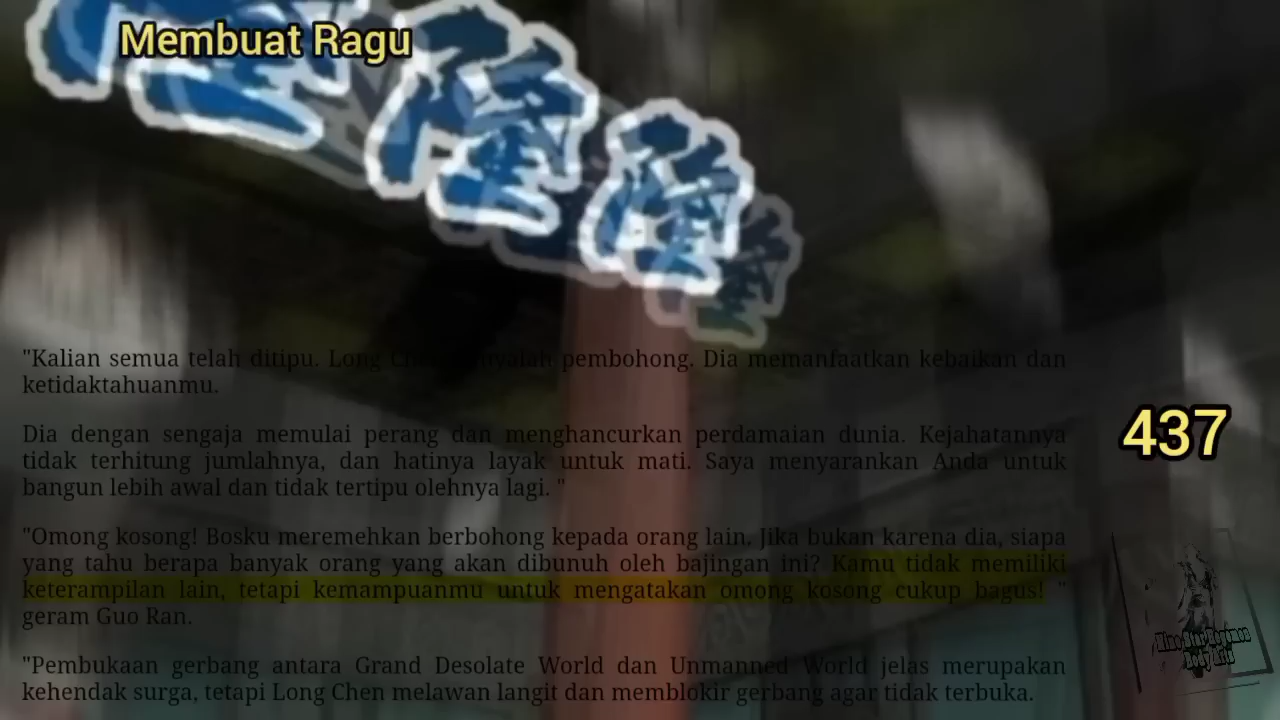 Membuat Ragu
"Kalian semua telah ditipu. Long Chen pembohong. Dia memanfaatkan kebaikan dan
ketidaktahuanmu.
Dia dengan sengaja memulai perang dan menghancurkan perdamaian dunia. Kejahatannya
tidak terhitung jumlahnya, dan hatinya layak untuk mati. Saya menyarankan Anda untuk
bangun lebih awal dan tidak tertipu olehnya lagi. "
437
"Omong kosong! Bosku meremehkan berbohong kepada orang lain. Jika bukan karena dia, siapa
yang tahu berapa banyak orang yang akan dibunuh oleh bajingan ini? Kamu tidak memiliki
keterampilan lain, tetapi kemampuanmu untuk mengatakan omong kosong cukup bagus! "
geram Guo Ran.
"Pembukaan gerbang antara Grand Desolate World dan Unmanned World jelas merupakan
kehendak surga, tetapi Long Chen melawan langit dan memblokir gerbang agar tidak terbuka.